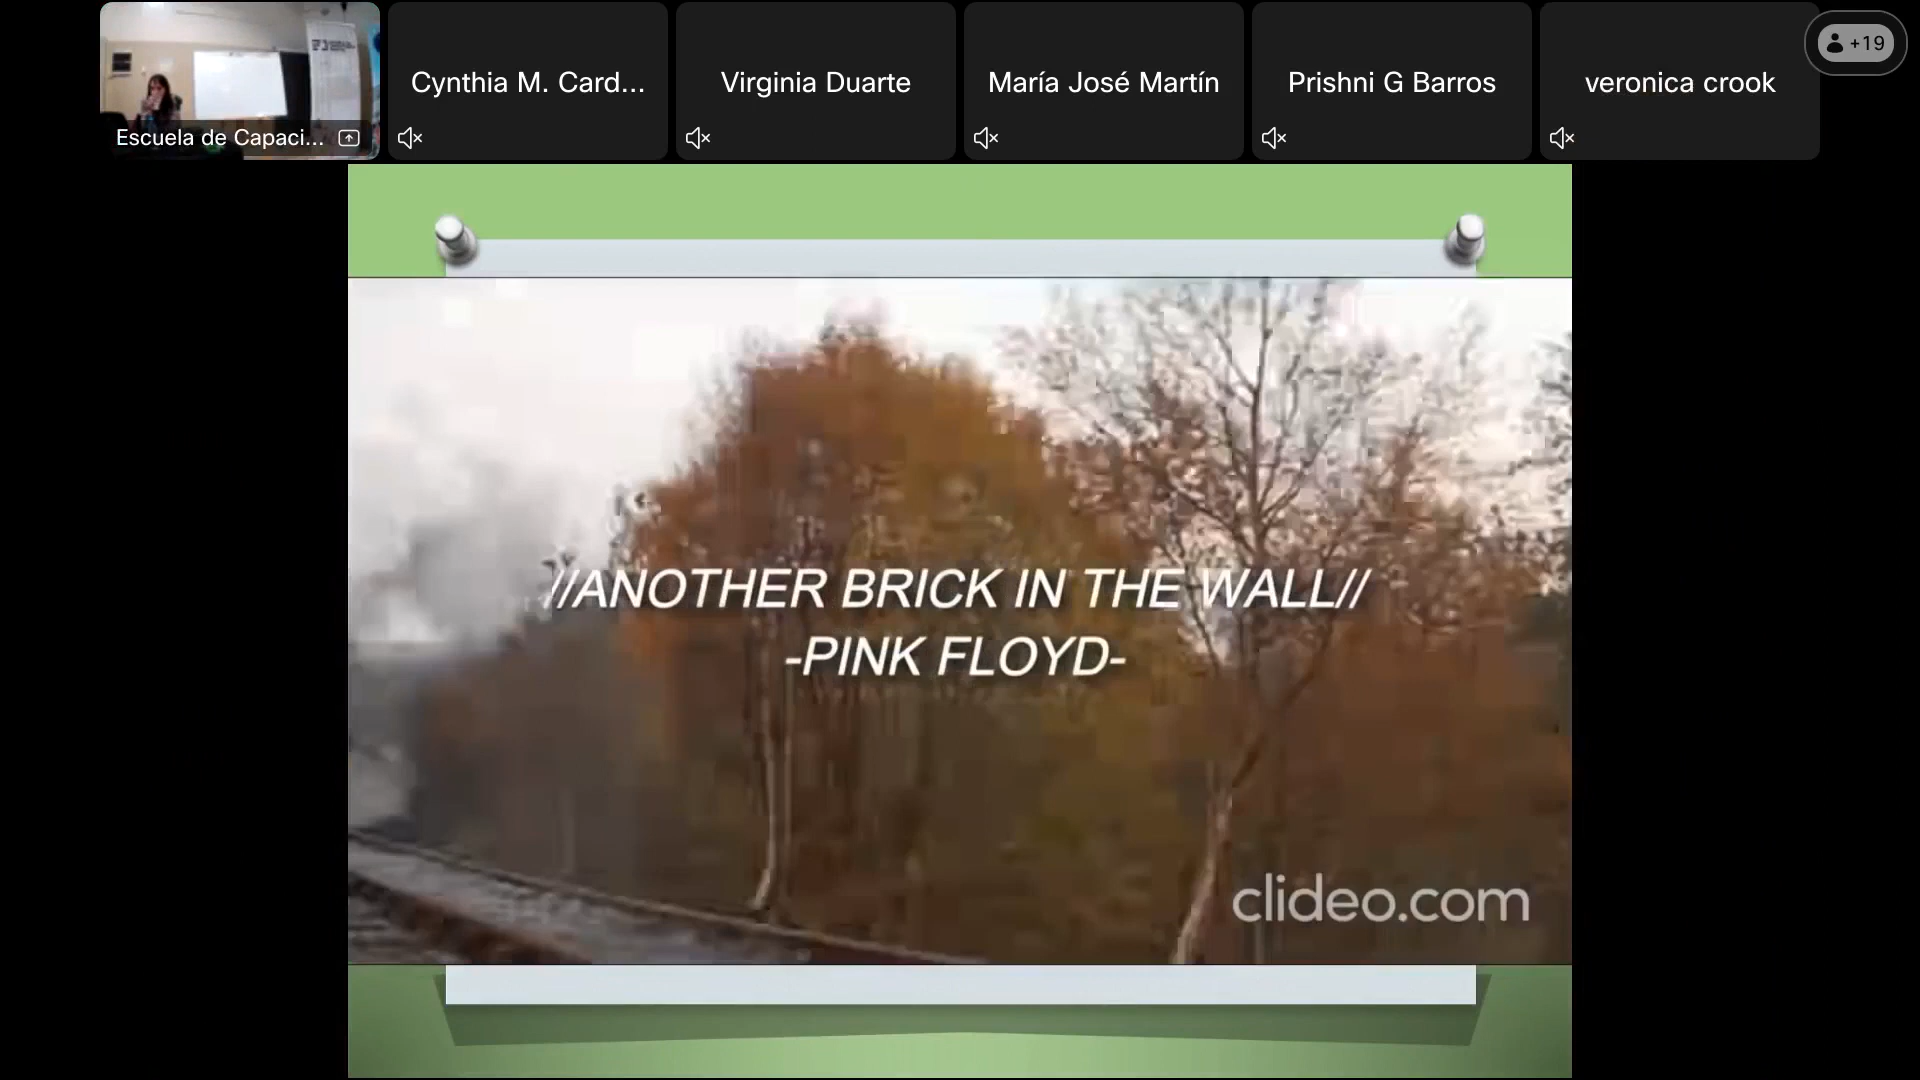 Escuela de Capaci...
Cynthia M. Card...
Virginia Duarte
María José Martín
Prishni G Barros
veronica crook
+19
//ANOTHER BRICK IN THE WALL//
-PINK FLOYD-
clideo.com